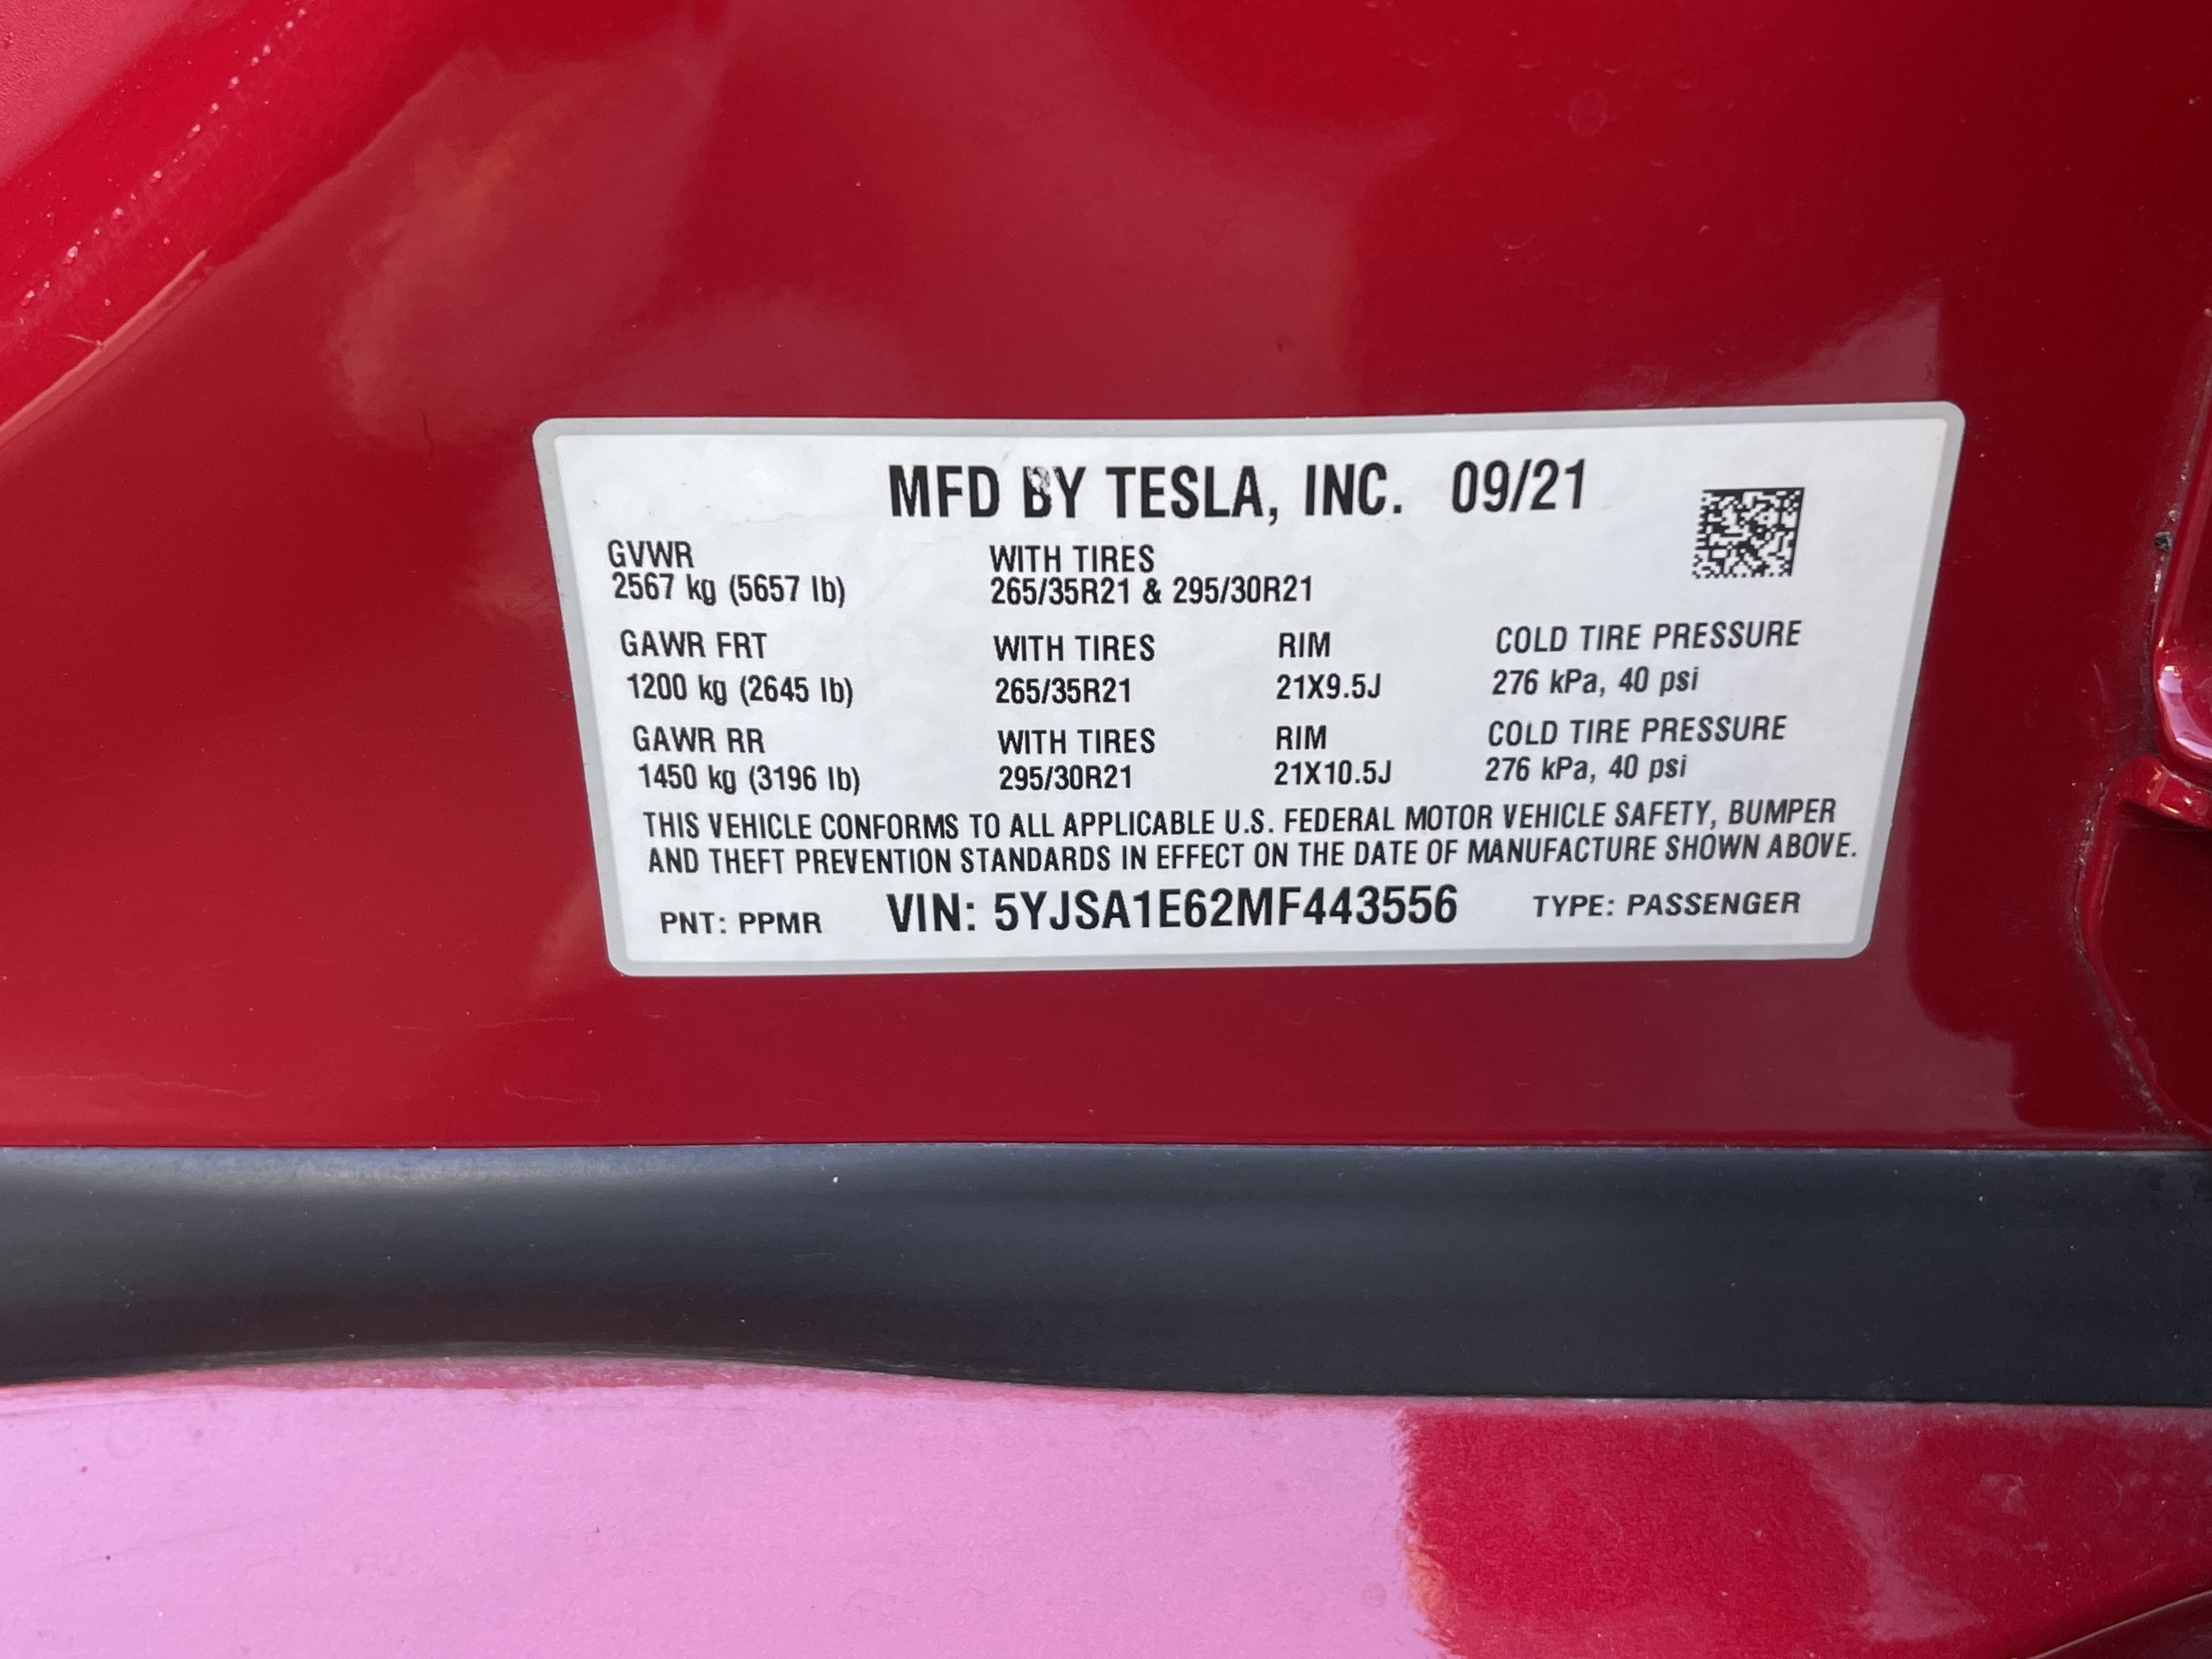 MFD BY TESLA, INC. 09/21
GVWR WITH TIRES
2567 kg (5657 lb) 265/35R21 & 295/30R21
GAWR FRT WITH TIRES RIM COLD TIRE PRESSURE
1200 kg (2645 lb) 265/35R21 21X9.5J 276 kPa, 40 psi
GAWR RR WITH TIRES RIM COLD TIRE PRESSURE
1450 kg (3196 lb) 295/30R21 21X10.5J 276 kPa, 40 psi
THIS VEHICLE CONFORMS TO ALL APPLICABLE U.S. FEDERAL MOTOR VEHICLE SAFETY, BUMPER
AND THEFT PREVENTION STANDARDS IN EFFECT ON THE DATE OF MANUFACTURE SHOWN ABOVE.
PNT: PPMR VIN: 5YJSA1E62MF443556 TYPE: PASSENGER